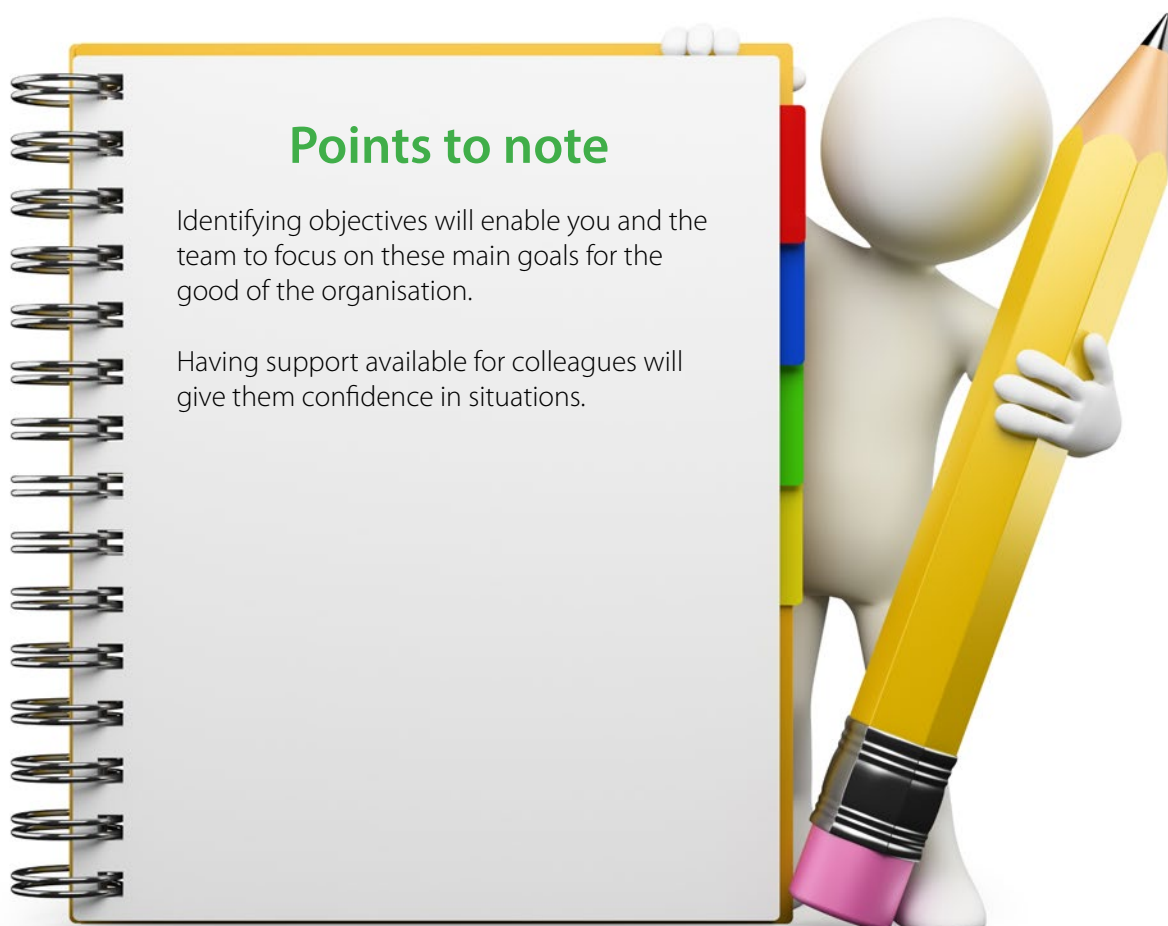 Points to note
Identifying objectives will enable you and the
team to focus on these main goals for the
good of the organisation.
Having support available for colleagues will
give them confidence in situations.